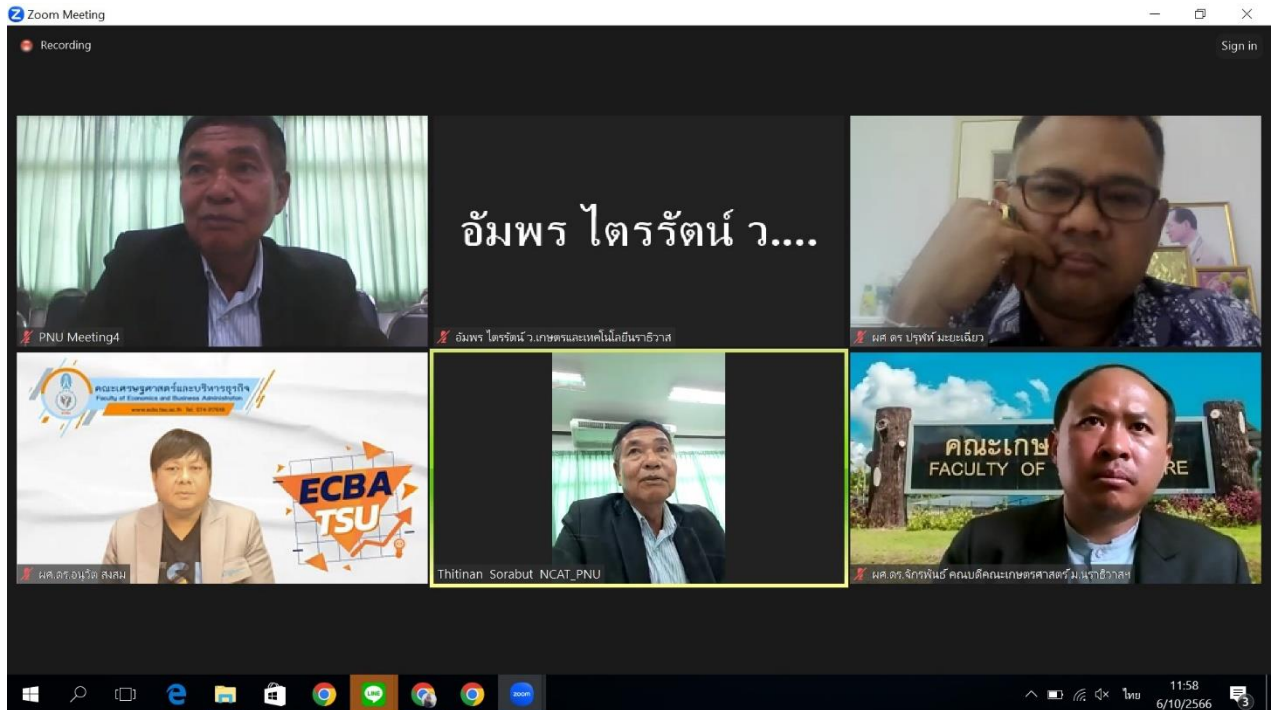 Zoom Meeting
Recording
Sign in
PNU Meeting4
อัมพร ไตรรัตน์ ว....
อัมพร ไตรรัตน์ ว.เกษตรและเทคโนโลยีนราธิวาส
ผศ ดร ปรุฬห์ มะยะเฉี่ยว
คณะเศรษฐศาสตร์และบริหารธุรกิจ
Faculty of Economics and Business Administration
ECBA
TSU
ผศ.ดร.อนุวัต สงสม
Thitinan Sorabut NCAT_PNU
คณะเกษ
FACULTY OF
RE
ผศ.ดร.จักรพันธ์ คณบดีคณะเกษตรศาสตร์ ม.นราธิวาสฯ
LINE
zoom
ไทย
11:58
6/10/2566
3